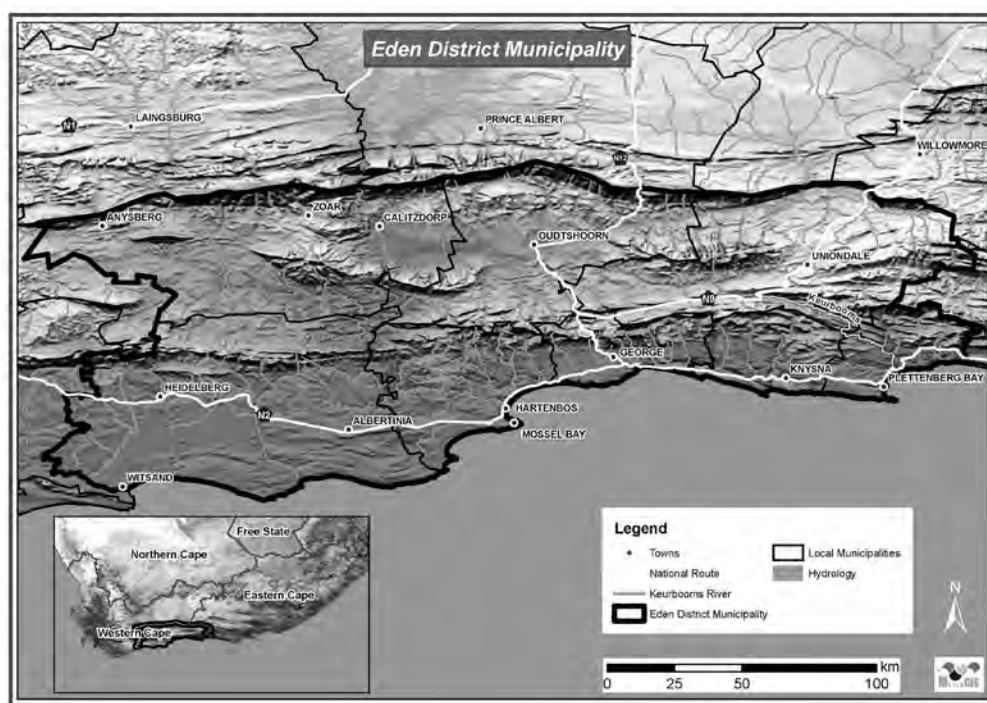 Eden District Municipality
N1
LAINGSBURG
PRINCE ALBERT
N12
WILLOWMORE
ANYSBERG
ZOAR
CALITZDORP
OUDTSHOORN
UNIONDALE
N9
Keurbooms
GEORGE
KNYSNA
PLETTENBERG BAY
HEIDELBERG
N2
ALBERTINIA
HARTENBOS
MOSSEL BAY
WITSAND
Free State
Northern Cape
Eastern Cape
Western Cape
Legend
Towns
National Route
Keurbooms River
Eden District Municipality
Local Municipalities
Hydrology
N
km
0 25 50 100